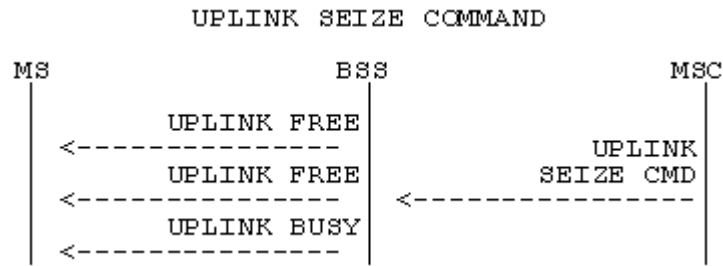 UPLINK SEIZE COMMAND
MS BSS MSC
UPLINK FREE
UPLINK
UPLINK FREE SEIZE CMD
UPLINK BUSY